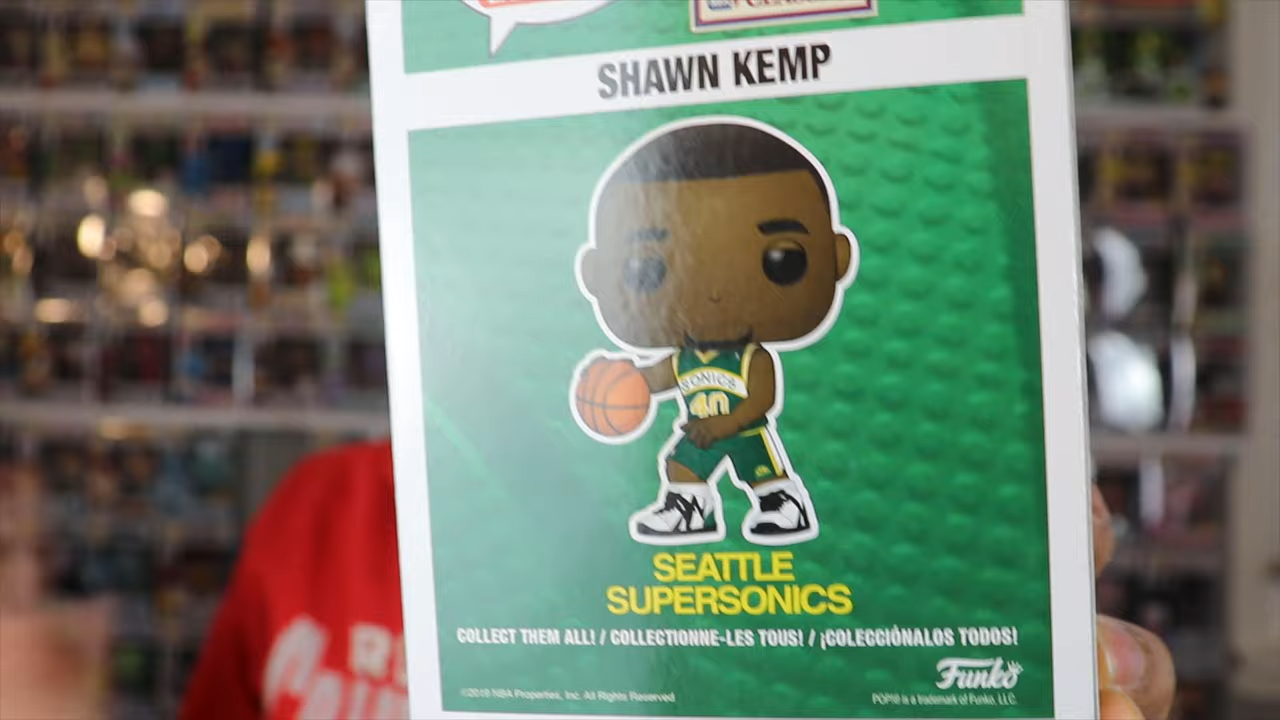 SHAWN KEMP
SONICS
40
SEATTLE
SUPERSONICS
COLLECT THEM ALL! / COLLECTIONNE-LES TOUS! / ¡COLECCIÓNALOS TODOS!
Funko
©2019 NBA Properties, Inc. All Rights Reserved
POP!® is a trademark of Funko, LLC.